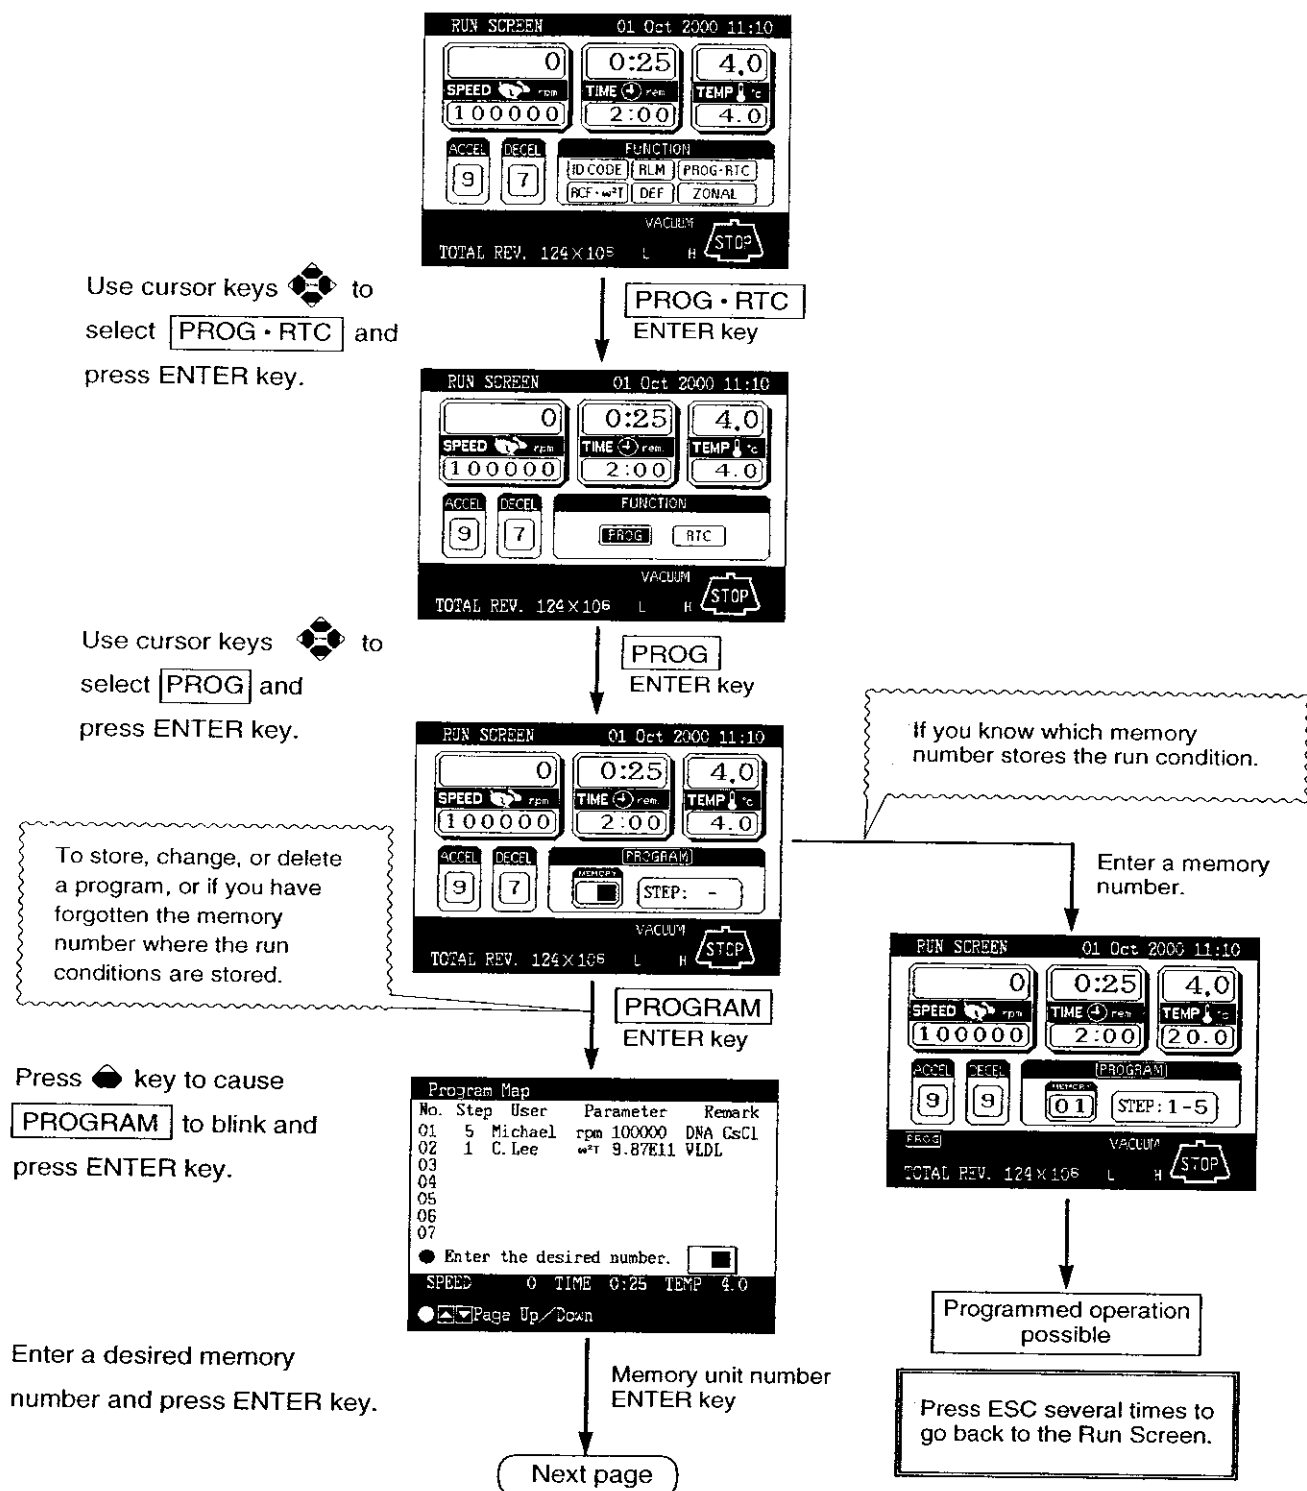 RUN SCREEN 01 Oct 2000 11:10
0 0:25 4.0
SPEED rpm TIME rem TEMP °C
100000 2:00 4.0
ACCEL DECEL FUNCTION
9 7 ID CODE RLM PROG·RTC
RCF·ω²T DEF ZONAL
VACUUM
TOTAL REV. 124×10⁶ L H STOP
Use cursor keys to
select PROG · RTC and
press ENTER key.
PROG · RTC
ENTER key
RUN SCREEN 01 Oct 2000 11:10
0 0:25 4.0
SPEED rpm TIME rem. TEMP °C
100000 2:00 4.0
ACCEL DECEL FUNCTION
9 7 PROG RTC
VACUUM
TOTAL REV. 124×10⁶ L H STOP
Use cursor keys to
select PROG and
press ENTER key.
PROG
ENTER key
RUN SCREEN 01 Oct 2000 11:10
0 0:25 4.0
SPEED rpm TIME rem. TEMP °C
100000 2:00 4.0
ACCEL DECEL PROGRAM
MEMORY
9 7 STEP: -
VACUUM
TOTAL REV. 124×10⁶ L H STOP
If you know which memory
number stores the run condition.
To store, change, or delete
a program, or if you have
forgotten the memory
number where the run
conditions are stored.
Enter a memory
number.
RUN SCREEN 01 Oct 2000 11:10
0 0:25 4.0
SPEED rpm TIME rem TEMP °C
100000 2:00 20.0
ACCEL DECEL PROGRAM
MEMORY
9 9 01 STEP:1-5
PROG VACUUM
TOTAL REV. 124×10⁶ L H STOP
Programmed operation
possible
Press ESC several times to
go back to the Run Screen.
PROGRAM
ENTER key
Press key to cause
PROGRAM to blink and
press ENTER key.
Program Map
No. Step User Parameter Remark
01 5 Michael rpm 100000 DNA CsCl
02 1 C.Lee ω²T 9.87E11 VLDL
03
04
05
06
07
Enter the desired number.
SPEED 0 TIME 0:25 TEMP 4.0
Page Up/Down
Enter a desired memory
number and press ENTER key.
Memory unit number
ENTER key
Next page